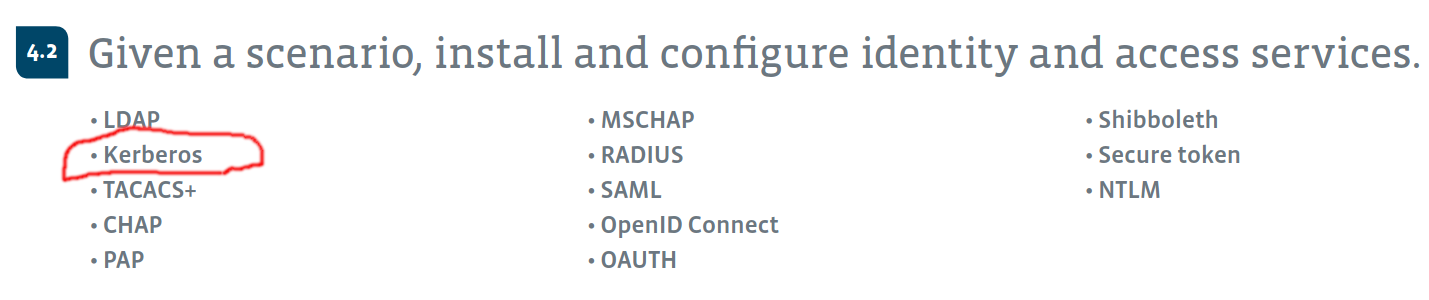 4.2 Given a scenario, install and configure identity and access services.
• LDAP
• Kerberos
• TACACS+
• CHAP
• PAP
• MSCHAP
• RADIUS
• SAML
• OpenID Connect
• OAUTH
• Shibboleth
• Secure token
• NTLM